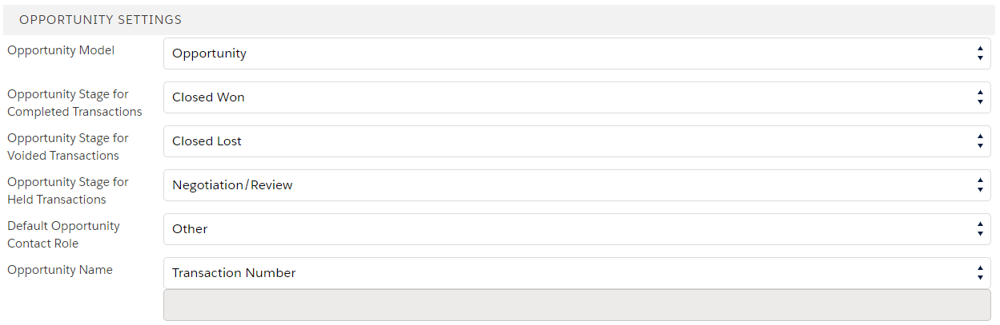 OPPORTUNITY SETTINGS
Opportunity Model
Opportunity
Opportunity Stage for
Completed Transactions
Closed Won
Opportunity Stage for
Voided Transactions
Closed Lost
Opportunity Stage for
Held Transactions
Negotiation/Review
Default Opportunity
Contact Role
Other
Opportunity Name
Transaction Number